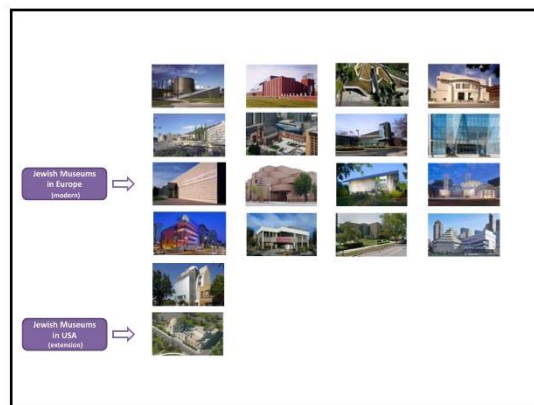 Jewish Museums
in Europe
(modern)
Jewish Museums
in USA
(extension)